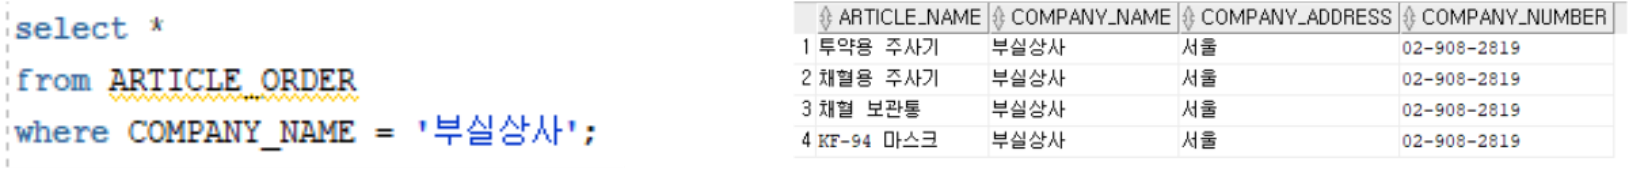 select *
from ARTICLE_ORDER
where COMPANY_NAME = '부실상사';
ARTICLE_NAME COMPANY_NAME COMPANY_ADDRESS COMPANY_NUMBER
1 투약용 주사기 부실상사 서울 02-908-2819
2 채혈용 주사기 부실상사 서울 02-908-2819
3 채혈 보관통 부실상사 서울 02-908-2819
4 KF-94 마스크 부실상사 서울 02-908-2819